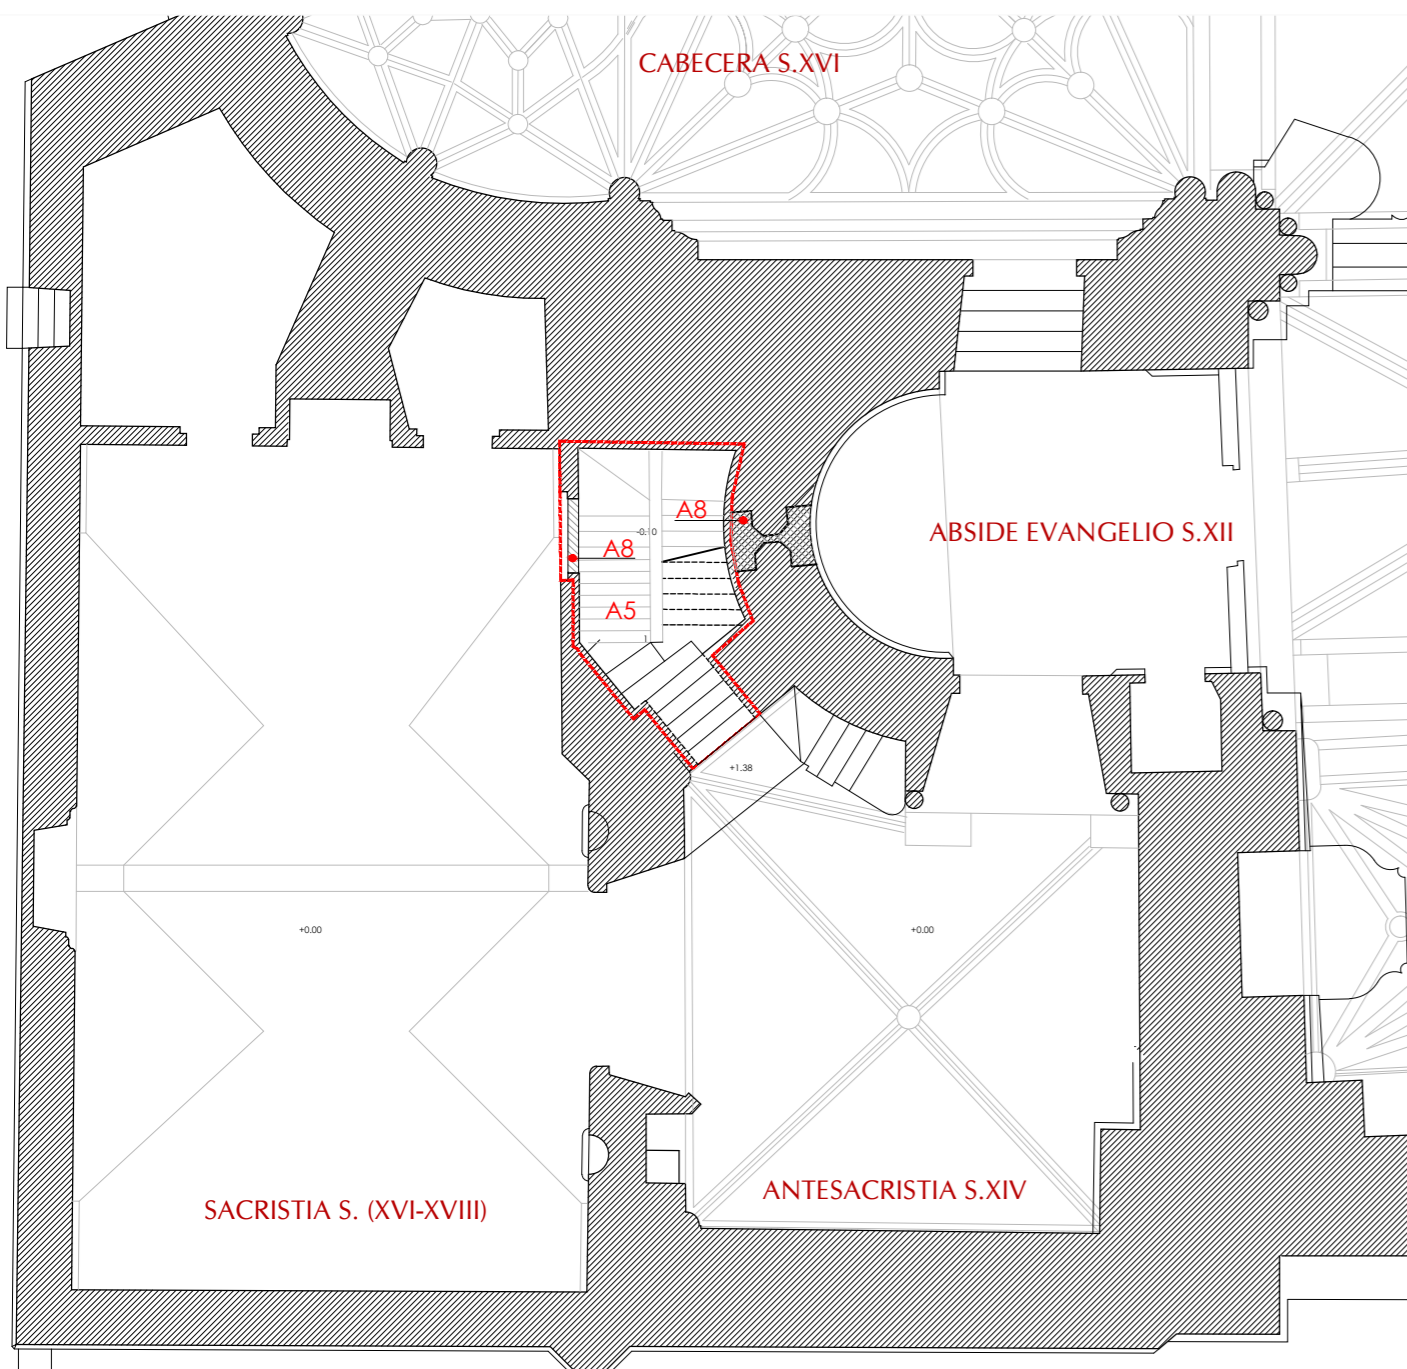 CABECERA S.XVI
A8
-0.10
ABSIDE EVANGELIO S.XII
A8
A5
1
+1.38
+0.00
+0.00
ANTESACRISTIA S.XIV
SACRISTIA S. (XVI-XVIII)